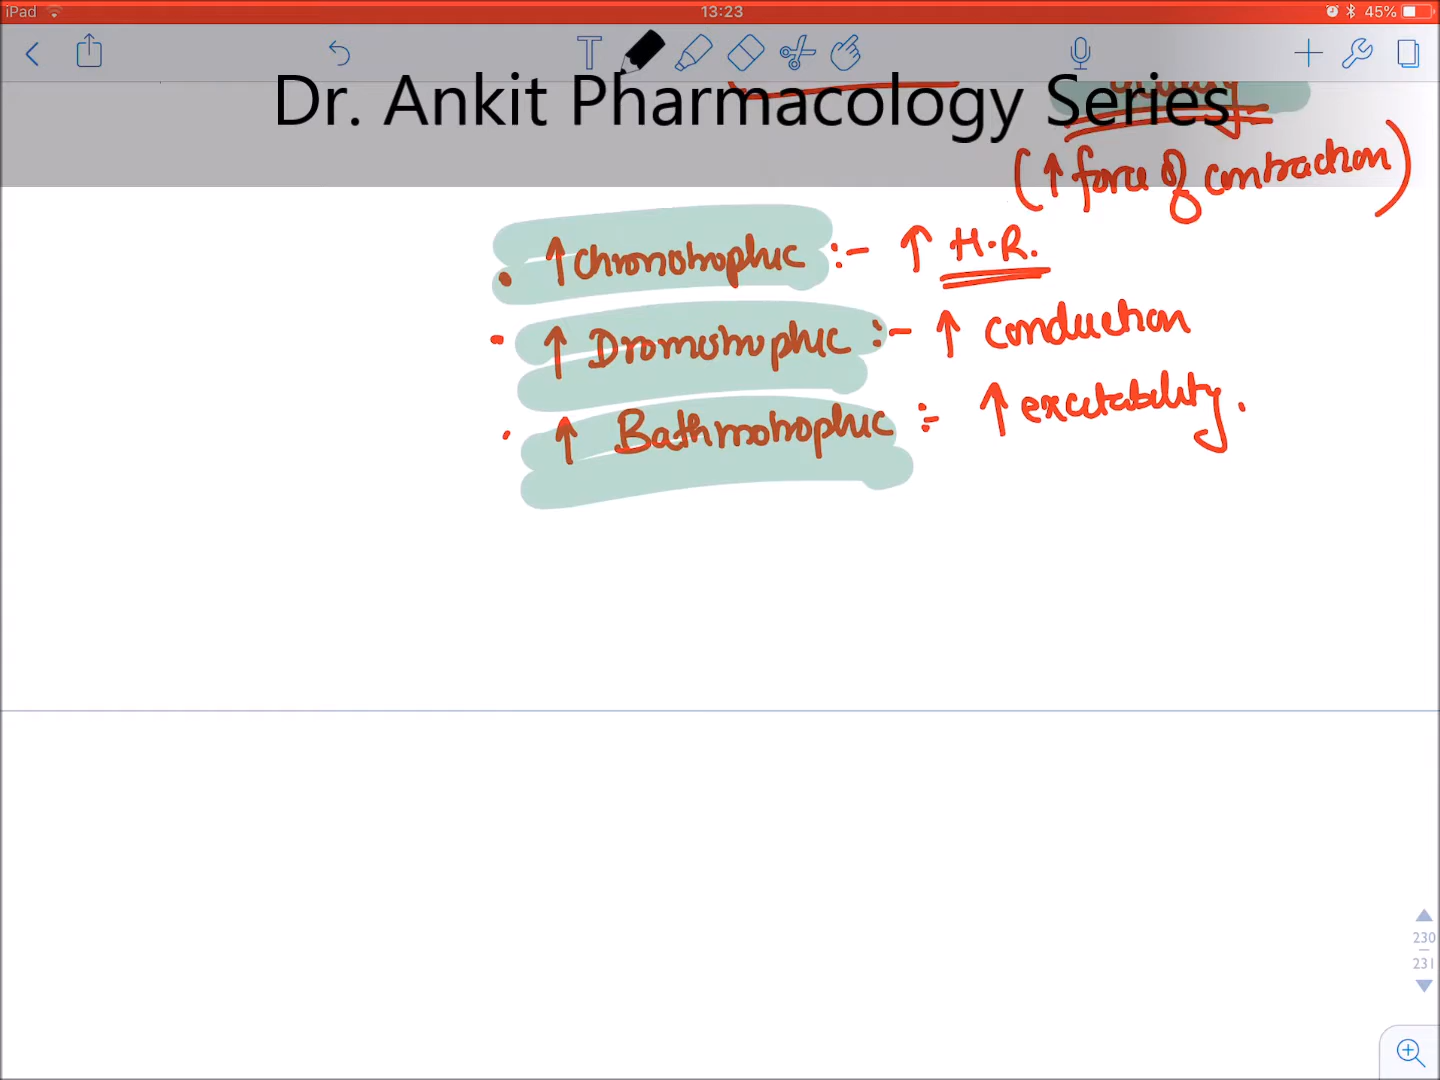 iPad 13:23 45%
T
Dr. Ankit Pharmacology Series
(↑ force of contraction)
• ↑ chronotrophic :- ↑ H.R.
• ↑ Dromotrophic :- ↑ conduction
• ↑ Bathmotrophic :- ↑ excitability.
230
231